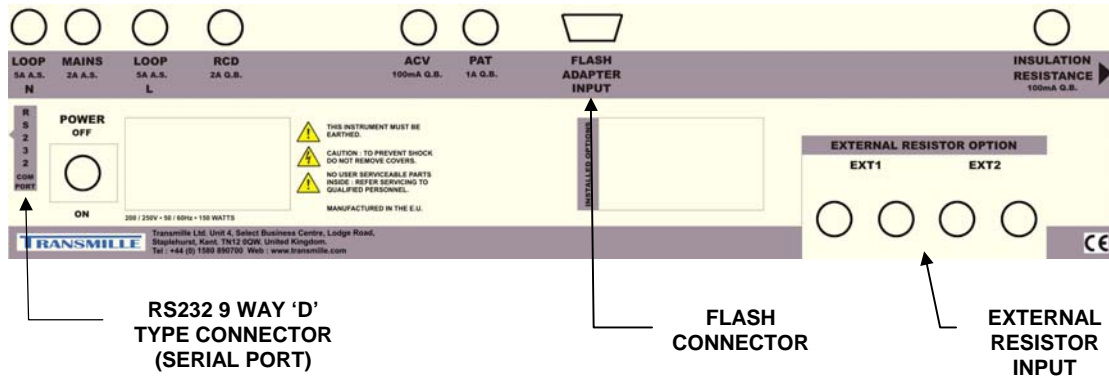 LOOP
5A A.S.
N
MAINS
2A A.S.
LOOP
5A A.S.
L
RCD
2A Q.B.
ACV
100mA Q.B.
PAT
1A Q.B.
FLASH
ADAPTER
INPUT
INSULATION
RESISTANCE
100mA Q.B.
RS232
COM
PORT
POWER
OFF
ON
200 / 250V • 50 / 60Hz • 150 WATTS
THIS INSTRUMENT MUST BE
EARTHED.
CAUTION : TO PREVENT SHOCK
DO NOT REMOVE COVERS.
NO USER SERVICEABLE PARTS
INSIDE : REFER SERVICING TO
QUALIFIED PERSONNEL.
MANUFACTURED IN THE E.U.
INSTALLED OPTIONS
EXTERNAL RESISTOR OPTION
EXT1 EXT2
TRANSMILLE
Transmille Ltd. Unit 4, Select Business Centre, Lodge Road,
Staplehurst, Kent. TN12 0QW. United Kingdom.
Tel : +44 (0) 1580 890700 Web : www.transmille.com
CE
RS232 9 WAY ‘D’
TYPE CONNECTOR
(SERIAL PORT)
FLASH
CONNECTOR
EXTERNAL
RESISTOR
INPUT